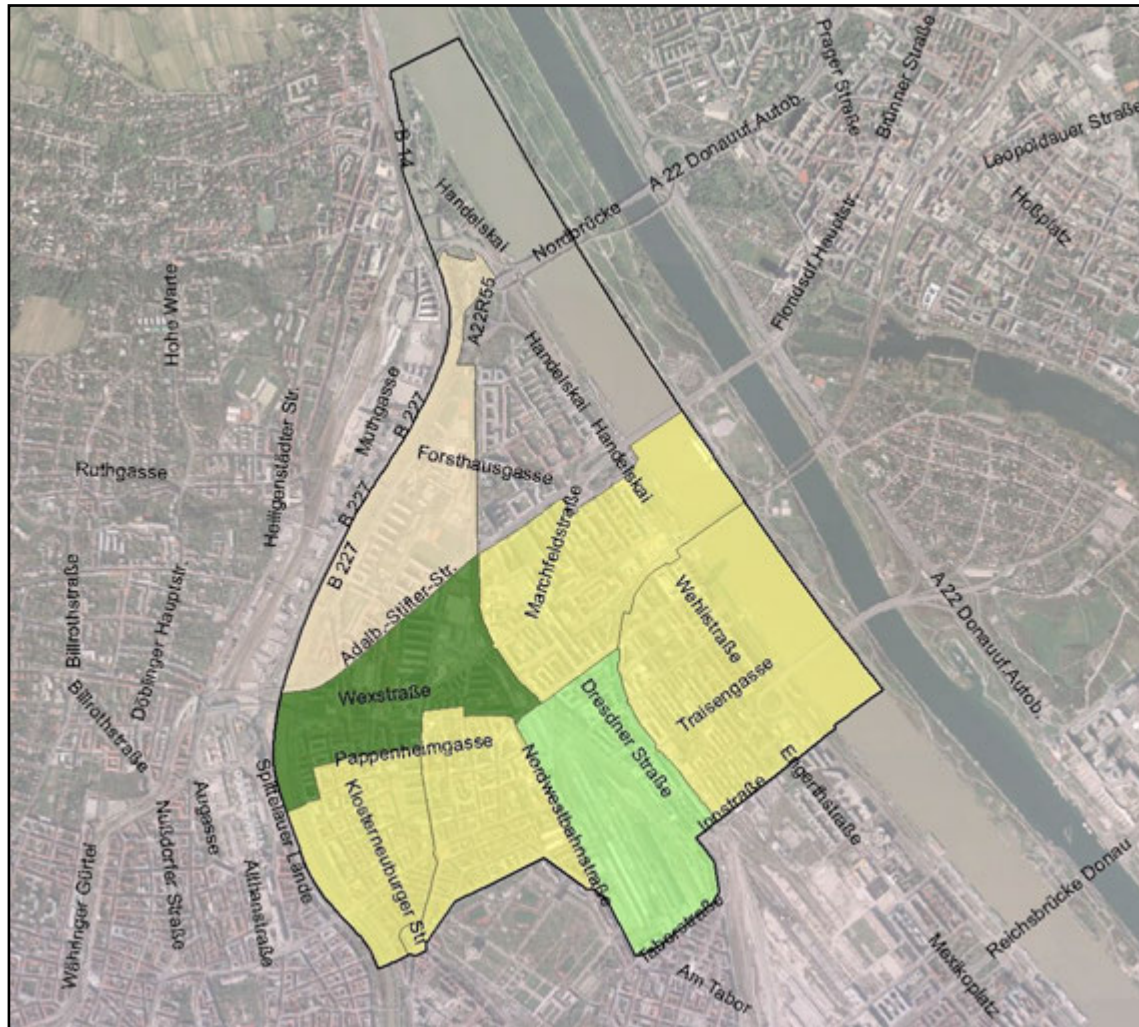 Prager Straße
Brünner Straße
Leopoldauer Straße
A 22 Donauuf.Autob.
B 14
Handelskai
Hoßplatz
Nordbrücke
Floridsdf.Hauptstr.
Hohe Warte
A22R55
Handelskai
Muthgasse
B 227
Handelskai
Heiligenstädter Str.
Forsthausgasse
Ruthgasse
B 227
Marchfeldstraße
B 227
Billrothstraße
Döblinger Hauptstr.
Adalb.-Stifter-Str.
Wehlistraße
A 22 Donauuf.Autob.
Wexstraße
Traisengasse
Dresdner Straße
Billrothstraße
Pappenheimgasse
Spittelauer Lände
Klosterneuburger Str.
Nordwestbahnstraße
Innstraße
Engerthstraße
Augasse
Nußdorfer Straße
Althanstraße
Währinger Gürtel
Reichsbrücke Donau
Taborstraße
Mexikoplatz
Am Tabor